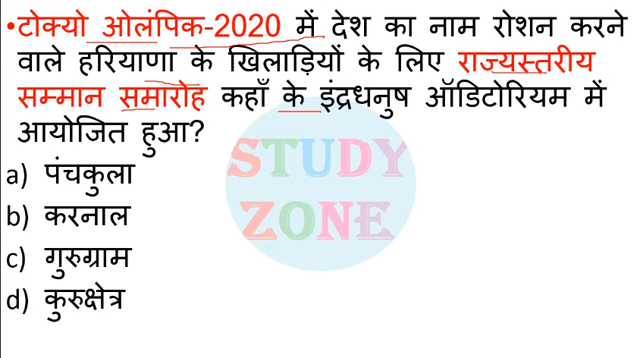 •टोक्यो ओलंपिक-2020 में देश का नाम रोशन करने
वाले हरियाणा के खिलाड़ियों के लिए राज्यस्तरीय
सम्मान समारोह कहाँ के इंद्रधनुष ऑडिटोरियम में
आयोजित हुआ?
a) पंचकुला
b) करनाल
c) गुरुग्राम
d) कुरुक्षेत्र
STUDY
ZONE